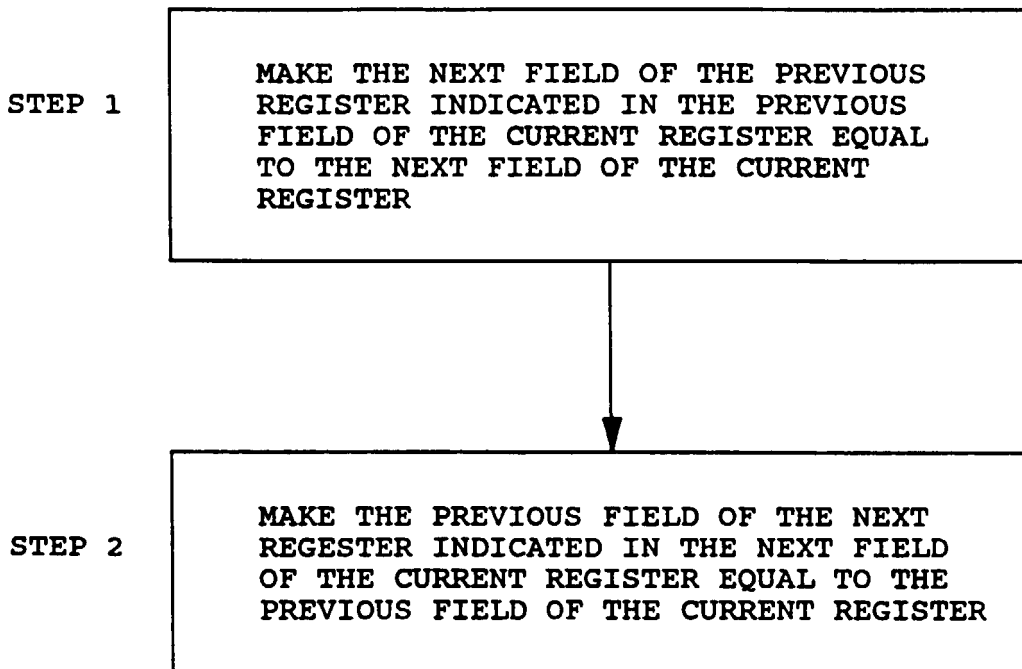 STEP 1
MAKE THE NEXT FIELD OF THE PREVIOUS
REGISTER INDICATED IN THE PREVIOUS
FIELD OF THE CURRENT REGISTER EQUAL
TO THE NEXT FIELD OF THE CURRENT
REGISTER
STEP 2
MAKE THE PREVIOUS FIELD OF THE NEXT
REGESTER INDICATED IN THE NEXT FIELD
OF THE CURRENT REGISTER EQUAL TO THE
PREVIOUS FIELD OF THE CURRENT REGISTER